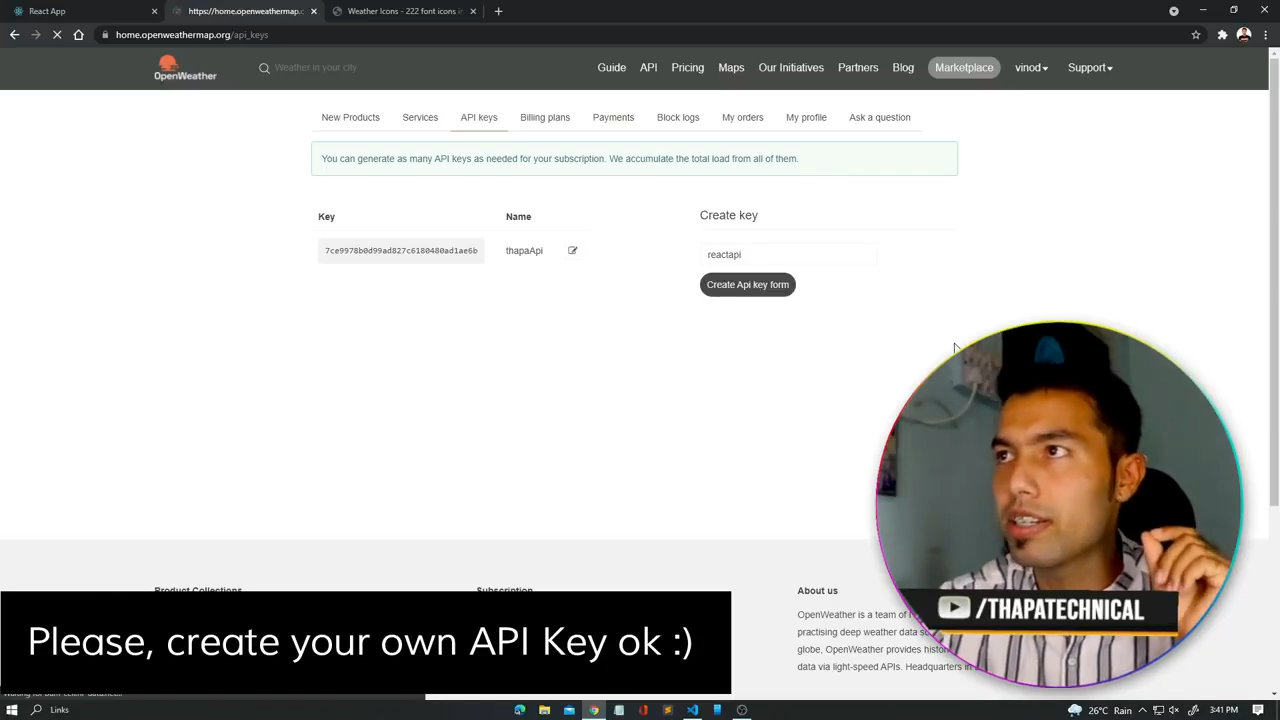 React App
https://openweathermap.o
Weather Icons - 222 font icons in
home.openweathermap.org/api_keys
OpenWeather
Weather in your city
Guide
API
Pricing
Maps
Our Initiatives
Partners
Blog
Marketplace
vinod
Support
New Products
Services
API keys
Billing plans
Payments
Block logs
My orders
My profile
Ask a question
You can generate as many API keys as needed for your subscription. We accumulate the total load from all of them.
Key
Name
Create key
7ce9978b0d99ad827c6180480ad1ae6b
thapaApi
reactapi
Create Api key form
Product Collections
Subscription
About us
OpenWeather is a team of
practising deep weather data
globe, OpenWeather provides
data via light-speed APIs. Headquarters in
/THAPATECHNICAL
Please, create your own API Key ok :)
Links
26°C Rain
3:41 PM